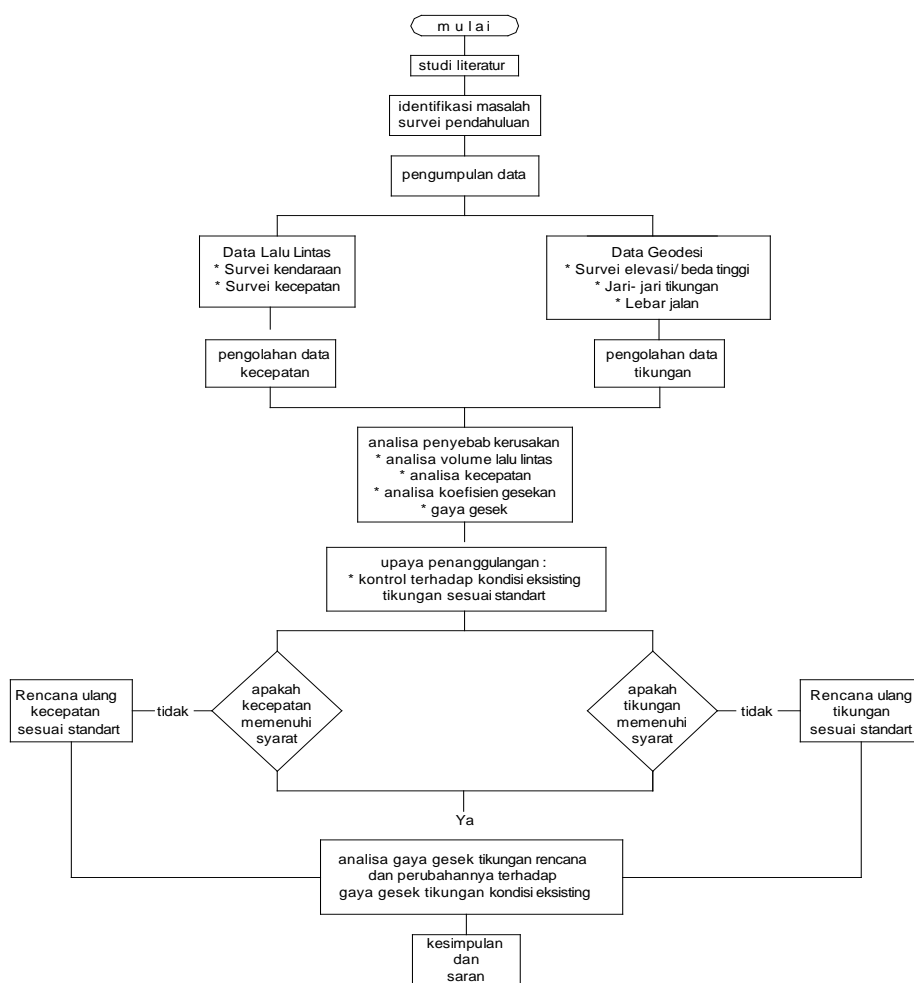 mulai
studi literatur
identifikasi masalah
survei pendahuluan
pengumpulan data
Data Lalu Lintas
* Survei kendaraan
* Survei kecepatan
Data Geodesi
* Survei elevasi/ beda tinggi
* Jari- jari tikungan
* Lebar jalan
pengolahan data
kecepatan
pengolahan data
tikungan
analisa penyebab kerusakan
* analisa volume lalu lintas
* analisa kecepatan
* analisa koefisien gesekan
* gaya gesek
upaya penanggulangan :
* kontrol terhadap kondisi eksisting
tikungan sesuai standart
Rencana ulang
kecepatan
sesuai standart
tidak
apakah
kecepatan
memenuhi
syarat
apakah
tikungan
memenuhi
syarat
tidak
Rencana ulang
tikungan
sesuai standart
Ya
analisa gaya gesek tikungan rencana
dan perubahannya terhadap
gaya gesek tikungan kondisi eksisting
kesimpulan
dan
saran